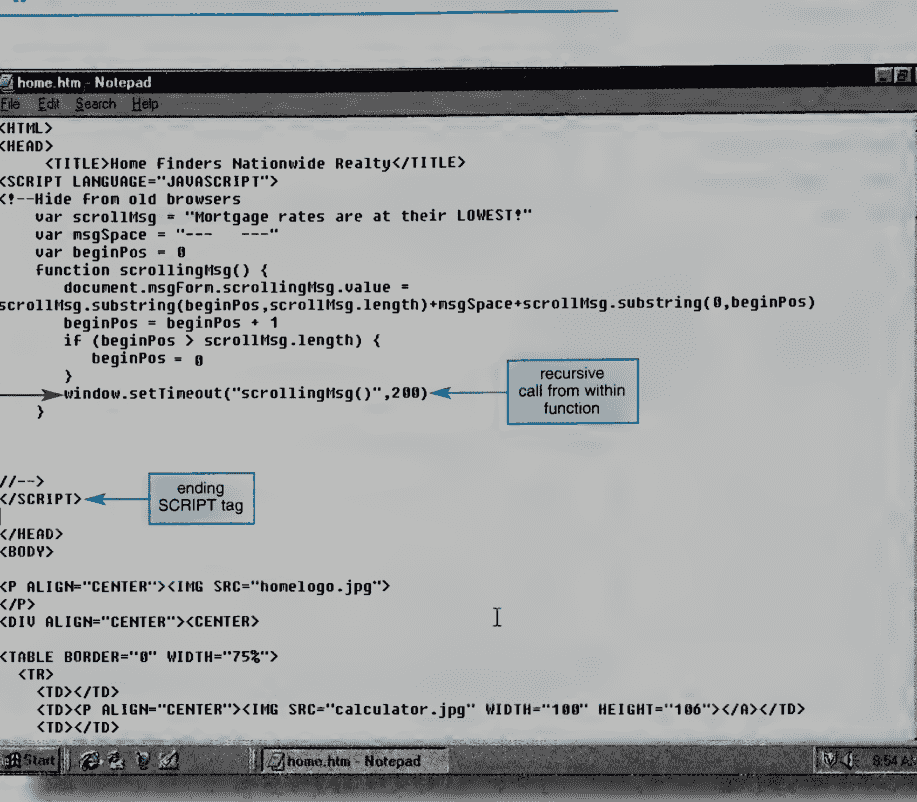 home.htm - Notepad
File Edit Search Help
<HTML>
<HEAD>
<TITLE>Home Finders Nationwide Realty</TITLE>
<SCRIPT LANGUAGE="JAVASCRIPT">
<!--Hide from old browsers
var scrollMsg = "Mortgage rates are at their LOWEST!"
var msgSpace = "---   ---"
var beginPos = 0
function scrollingMsg() {
document.msgForm.scrollingMsg.value =
scrollMsg.substring(beginPos,scrollMsg.length)+msgSpace+scrollMsg.substring(0,beginPos)
beginPos = beginPos + 1
if (beginPos > scrollMsg.length) {
beginPos = 0
}
window.setTimeout("scrollingMsg()",200)
}
recursive
call from within
function
//-->
</SCRIPT>
ending
SCRIPT tag
</HEAD>
<BODY>
<P ALIGN="CENTER"><IMG SRC="homelogo.jpg">
</P>
<DIV ALIGN="CENTER"><CENTER>
<TABLE BORDER="0" WIDTH="75%">
<TR>
<TD></TD>
<TD><P ALIGN="CENTER"><IMG SRC="calculator.jpg" WIDTH="100" HEIGHT="106"></A></TD>
<TD></TD>
Start
home.htm - Notepad
8:54 AM